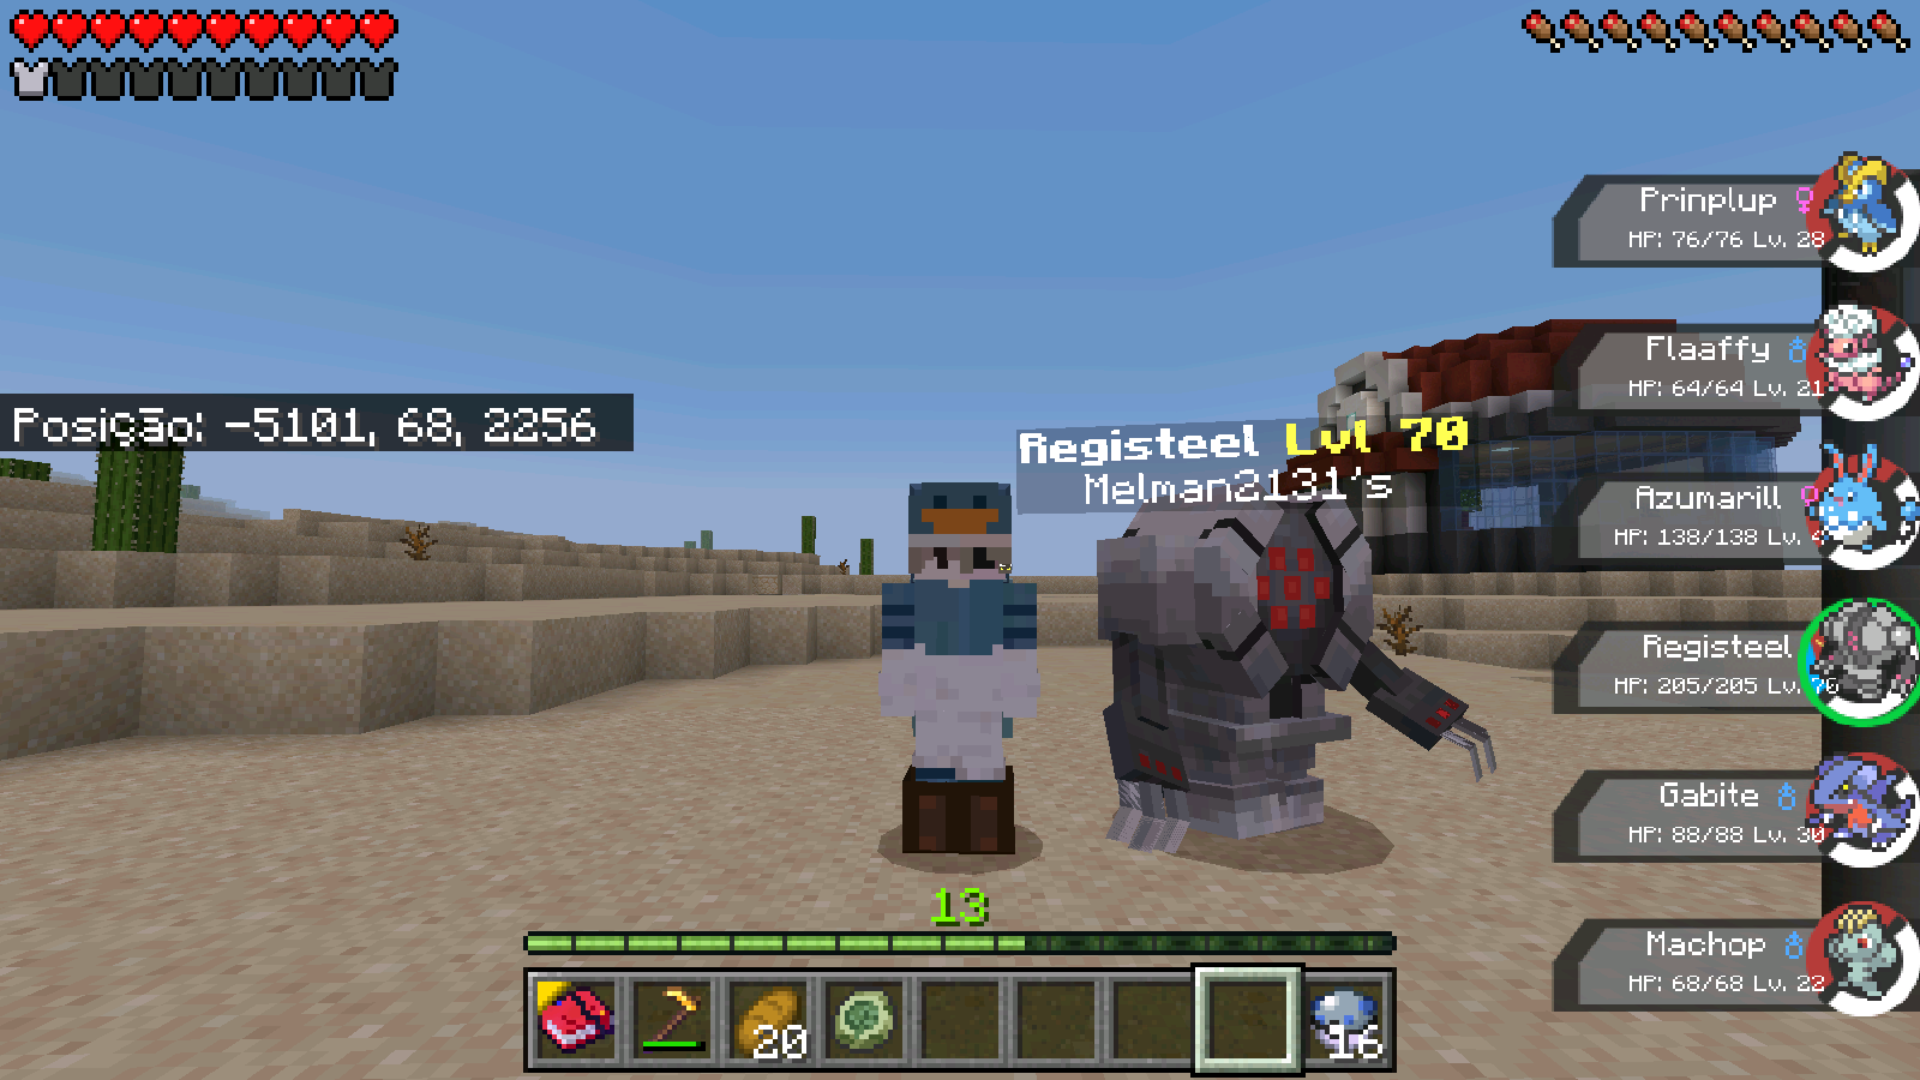 Prinplup ♀
HP: 76/76 Lv. 28
Flaaffy ♂
HP: 64/64 Lv. 21
Posição: -5101, 68, 2256
Registeel Lvl 70
Melman2131's
Azumarill ♀
HP: 138/138 Lv.
Registeel
HP: 205/205 Lv. 70
Gabite ♂
HP: 88/88 Lv. 30
13
Machop ♂
HP: 68/68 Lv. 22
20
16